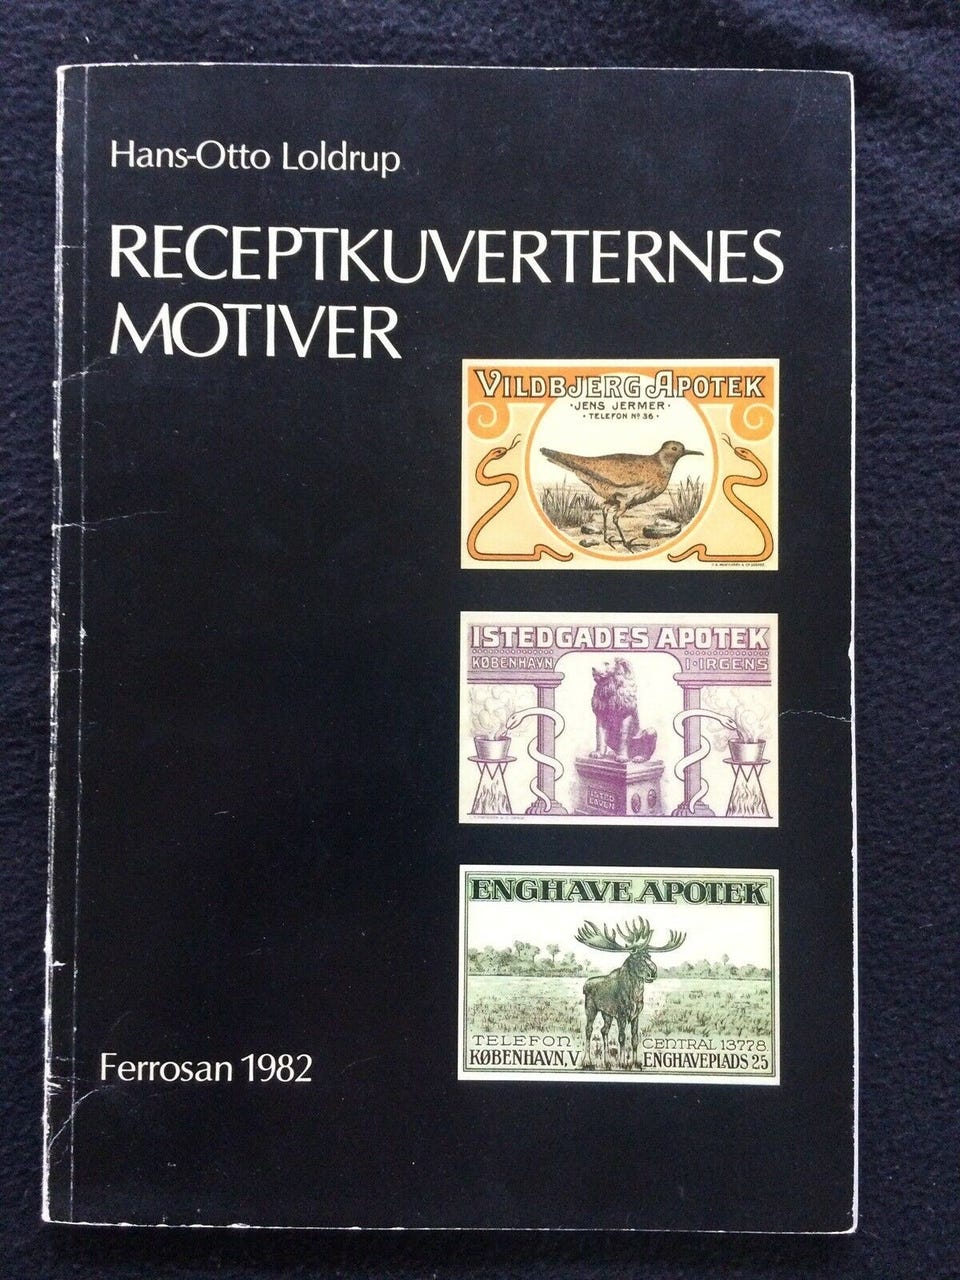 Hans-Otto Loldrup
RECEPTKUVERTERNES
MOTIVER
VILDBJERG APOTEK
·JENS JERMER·
· TELEFON Nº 36 ·
ISTEDGADES APOTEK
KØBENHAVN I·IRGENS
ISTED
LØVEN
ENGHAVE APOTEK
TELEFON: CENTRAL 13778
KØBENHAVN, V. ENGHAVEPLADS 25
Ferrosan 1982